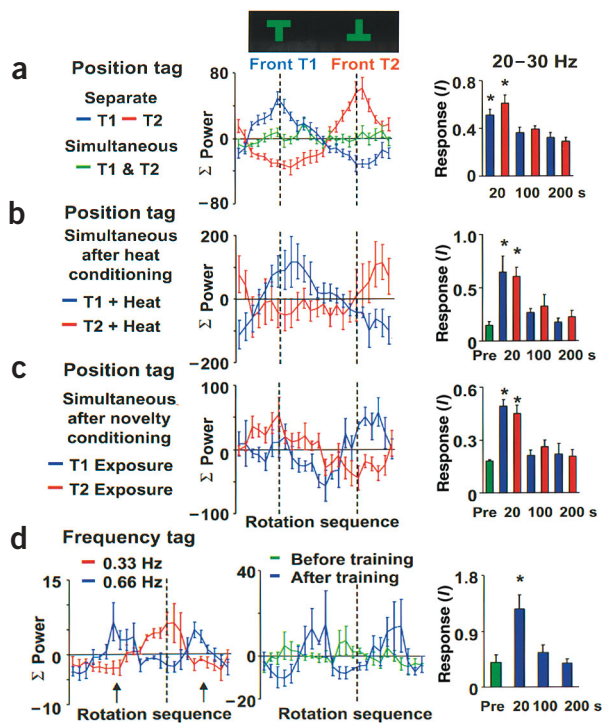 Front T1 Front T2
a
Position tag
Separate
T1 T2
Simultaneous
T1 & T2
Σ Power
80
40
0
−80
20–30 Hz
Response (I)
0.8
0.4
0
* *
20 100 200 s
b
Position tag
Simultaneous
after heat
conditioning
T1 + Heat
T2 + Heat
Σ Power
200
100
0
−200
Response (I)
1.0
0.5
0
* *
Pre 20 100 200 s
c
Position tag
Simultaneous
after novelty
conditioning
T1 Exposure
T2 Exposure
Σ Power
100
50
0
−100
Rotation sequence
Response (I)
0.6
0.3
0
* *
Pre 20 100 200 s
d
Frequency tag
0.33 Hz
0.66 Hz
Σ Power
15
0
−10
Rotation sequence
Before training
After training
40
0
−20
Rotation sequence
Response (I)
1.8
0.9
0
*
Pre 20 100 200 s